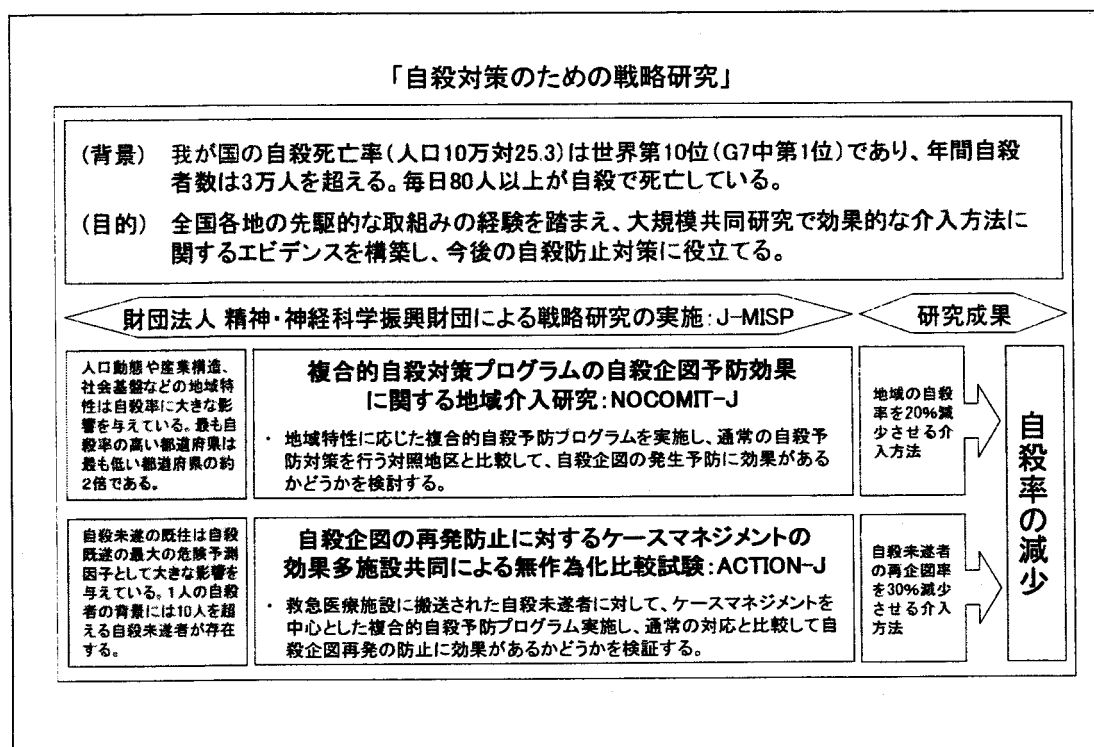 「自殺対策のための戦略研究」
(背景) 我が国の自殺死亡率(人口10万対25.3)は世界第10位(G7中第1位)であり、年間自殺
者数は3万人を超える。毎日80人以上が自殺で死亡している。
(目的) 全国各地の先駆的な取組みの経験を踏まえ、大規模共同研究で効果的な介入方法に
関するエビデンスを構築し、今後の自殺防止対策に役立てる。
財団法人 精神・神経科学振興財団による戦略研究の実施:J-MISP
研究成果
人口動態や産業構造、
社会基盤などの地域特
性は自殺率に大きな影
響を与えている。最も自
殺率の高い都道府県は
最も低い都道府県の約
2倍である。
複合的自殺対策プログラムの自殺企図予防効果
に関する地域介入研究:NOCOMIT-J
・ 地域特性に応じた複合的自殺予防プログラムを実施し、通常の自殺予
防対策を行う対照地区と比較して、自殺企図の発生予防に効果がある
かどうかを検討する。
地域の自殺
率を20%減
少させる介
入方法
自殺未遂の既往は自殺
既遂の最大の危険予測
因子として大きな影響を
与えている。1人の自殺
者の背景には10人を超
える自殺未遂者が存在
する。
自殺企図の再発防止に対するケースマネジメントの
効果多施設共同による無作為化比較試験:ACTION-J
・ 救急医療施設に搬送された自殺未遂者に対して、ケースマネジメントを
中心とした複合的自殺予防プログラム実施し、通常の対応と比較して自
殺企図再発の防止に効果があるかどうかを検証する。
自殺未遂者
の再企図率
を30%減少
させる介入
方法
自殺率の減少